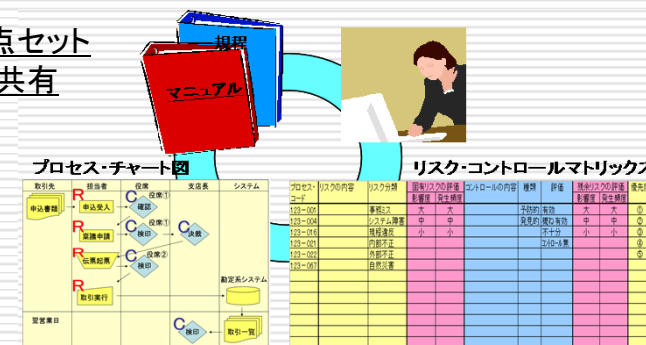 点セット
共有
規程
マニュアル
プロセス・チャート図
リスク・コントロールマトリックス
取引先 担当者 役席 支店長 システム
申込書類
R
申込受入
C
役席①
確認
R
稟議申請
C
役席①
検印
C
決裁
R
伝票起票
C
役席②
検印
R
取引実行
勘定系システム
翌営業日
C
検印
取引一覧
プロセス・コード リスクの内容 リスク分類 固有リスクの評価 コントロールの内容 種類 評価 残余リスクの評価
影響度 発生頻度 影響度 発生頻度
123-001 事務ミス 大 大 予防的 有効 大 大 ①
123-004 システム障害 中 中 発見的 概ね有効 中 中 ②
123-016 規程違反 小 小 不十分 小 小 ③
123-021 内部不正 コントロール無 ④
123-022 外部不正 ⑤
123-067 自然災害